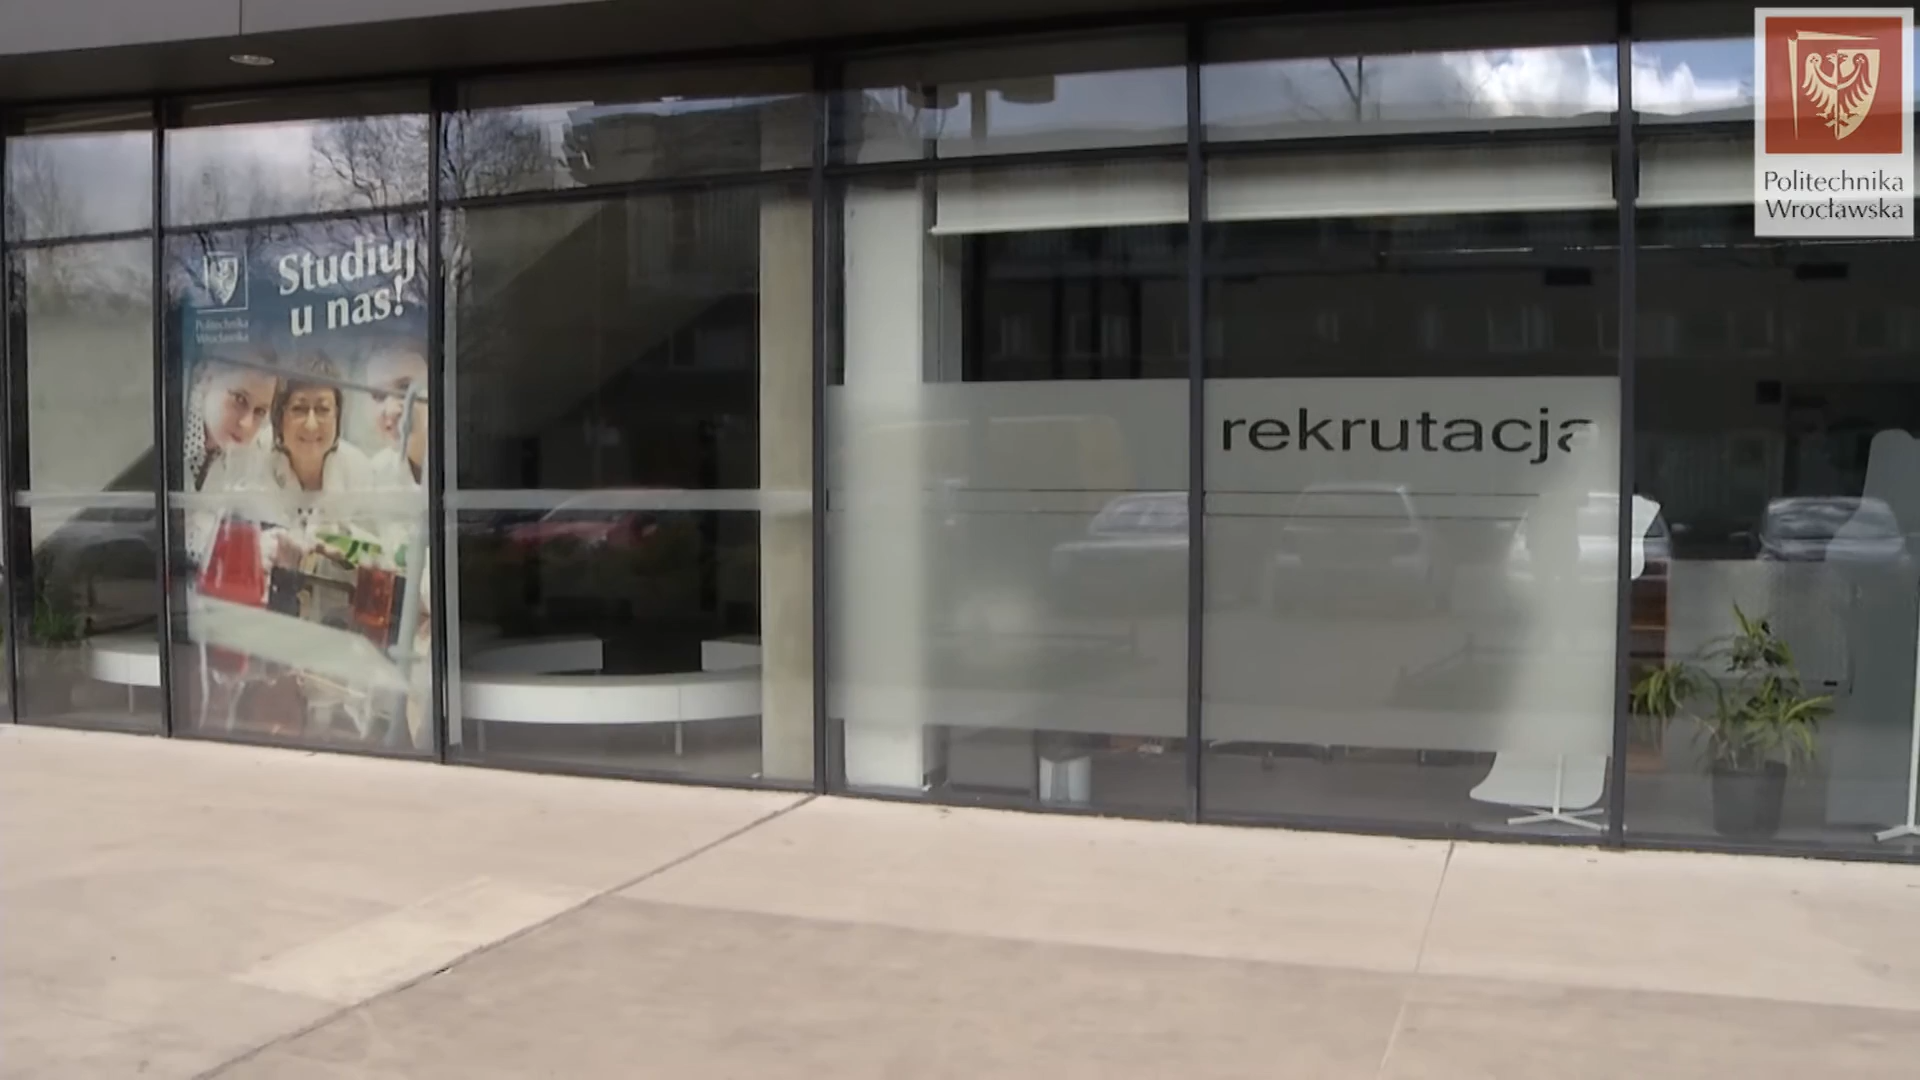 Studiuj
u nas!
Politechnika
Wrocławska
rekrutacja
Politechnika
Wrocławska